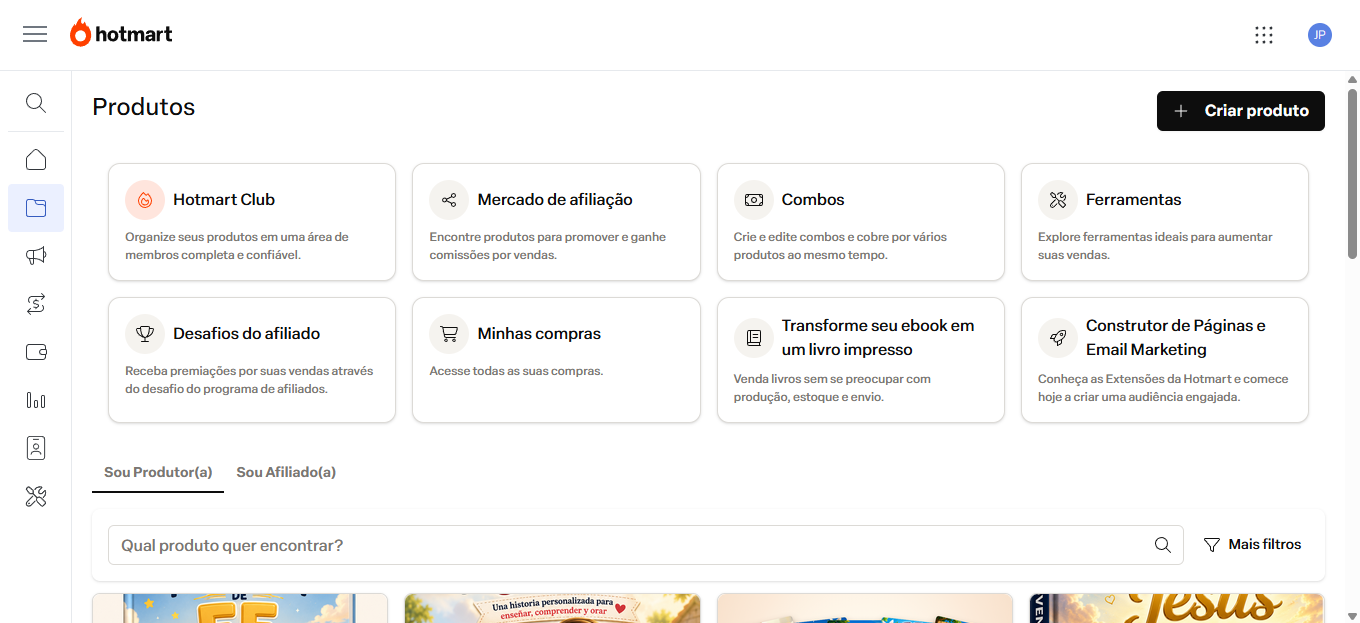 hotmart
JP
Produtos
Criar produto
Hotmart Club
Organize seus produtos em uma área de
membros completa e confiável.
Mercado de afiliação
Encontre produtos para promover e ganhe
comissões por vendas.
Combos
Crie e edite combos e cobre por vários
produtos ao mesmo tempo.
Ferramentas
Explore ferramentas ideais para aumentar
suas vendas.
Desafios do afiliado
Receba premiações por suas vendas através
do desafio do programa de afiliados.
Minhas compras
Acesse todas as suas compras.
Transforme seu ebook em
um livro impresso
Venda livros sem se preocupar com
produção, estoque e envio.
Construtor de Páginas e
Email Marketing
Conheça as Extensões da Hotmart e comece
hoje a criar uma audiência engajada.
Sou Produtor(a)
Sou Afiliado(a)
Qual produto quer encontrar?
Mais filtros
DE
Una historia personalizada para
enseñar, comprender y orar
Jesus